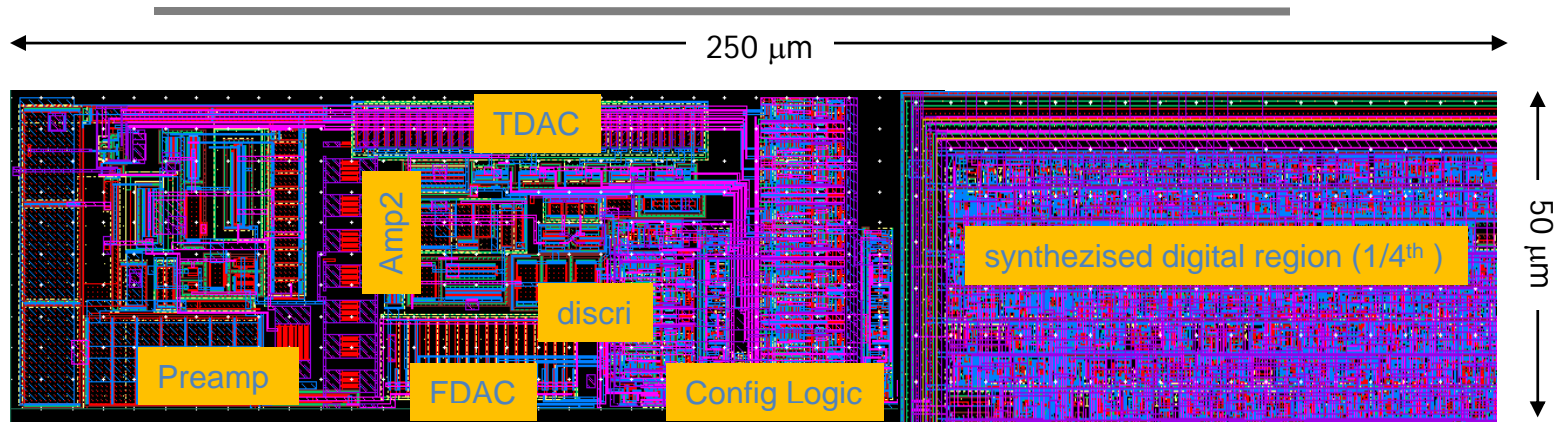 250 μm
TDAC
Amp2
synthezised digital region (1/4th )
50 μm
discri
Preamp
FDAC
Config Logic